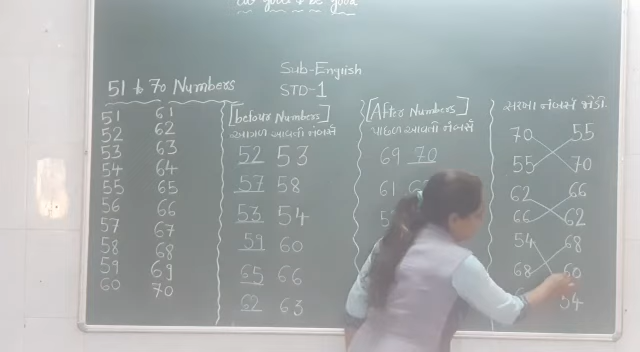 be good
Sub-English
STD-1
51 to 70 Numbers
51 61
52 62
53 63
54 64
55 65
56 66
57 67
58 68
59 69
60 70
[befour Numbers]
આગળ આવતી નંબર્સ
52 53
57 58
53 54
59 60
65 66
62 63
[After Numbers]
પાછળ આવતી નંબર્સ
69 70
61
સરખા નંબર્સ જોડો.
70 55
55 70
62 66
66 62
54 68
68 60
54